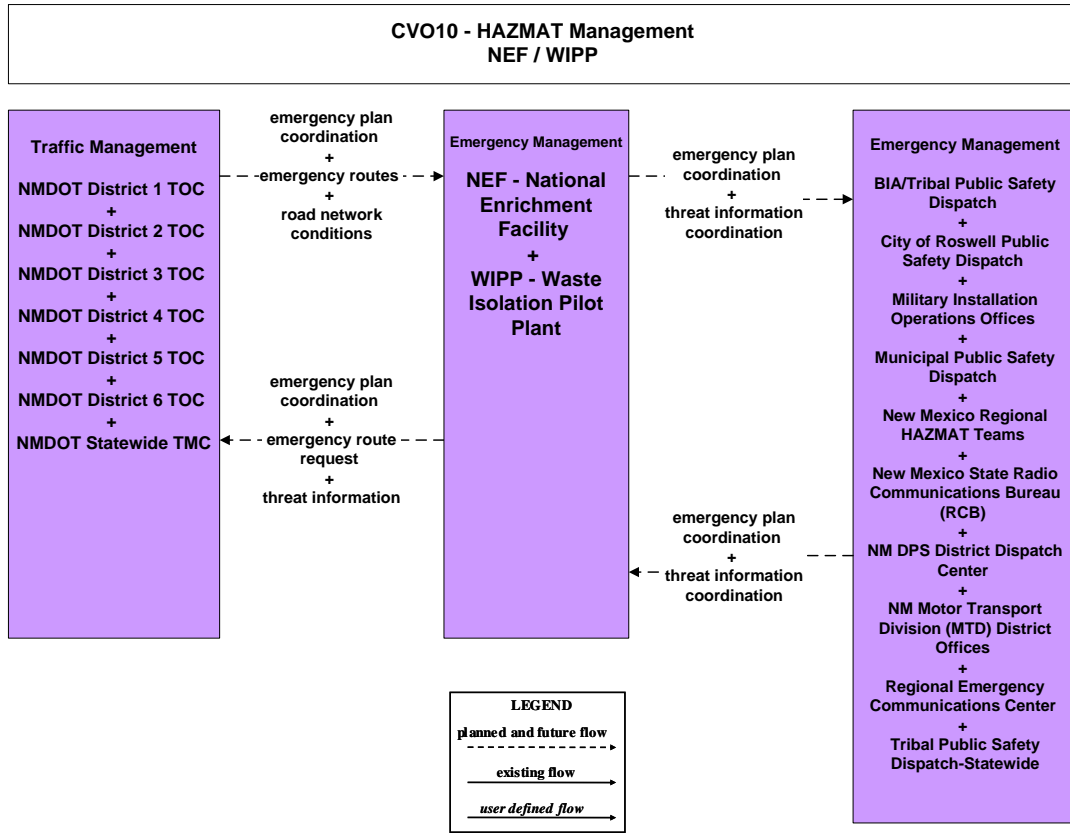 CVO10 - HAZMAT Management
NEF / WIPP
Traffic Management
NMDOT District 1 TOC
+
NMDOT District 2 TOC
+
NMDOT District 3 TOC
+
NMDOT District 4 TOC
+
NMDOT District 5 TOC
+
NMDOT District 6 TOC
+
NMDOT Statewide TMC
emergency plan
coordination
+
emergency routes
+
road network
conditions
emergency plan
coordination
+
emergency route
request
+
threat information
Emergency Management
NEF - National
Enrichment
Facility
+
WIPP - Waste
Isolation Pilot
Plant
emergency plan
coordination
+
threat information
coordination
emergency plan
coordination
+
threat information
coordination
Emergency Management
BIA/Tribal Public Safety
Dispatch
+
City of Roswell Public
Safety Dispatch
+
Military Installation
Operations Offices
+
Municipal Public Safety
Dispatch
+
New Mexico Regional
HAZMAT Teams
+
New Mexico State Radio
Communications Bureau
(RCB)
+
NM DPS District Dispatch
Center
+
NM Motor Transport
Division (MTD) District
Offices
+
Regional Emergency
Communications Center
+
Tribal Public Safety
Dispatch-Statewide
LEGEND
planned and future flow
existing flow
user defined flow